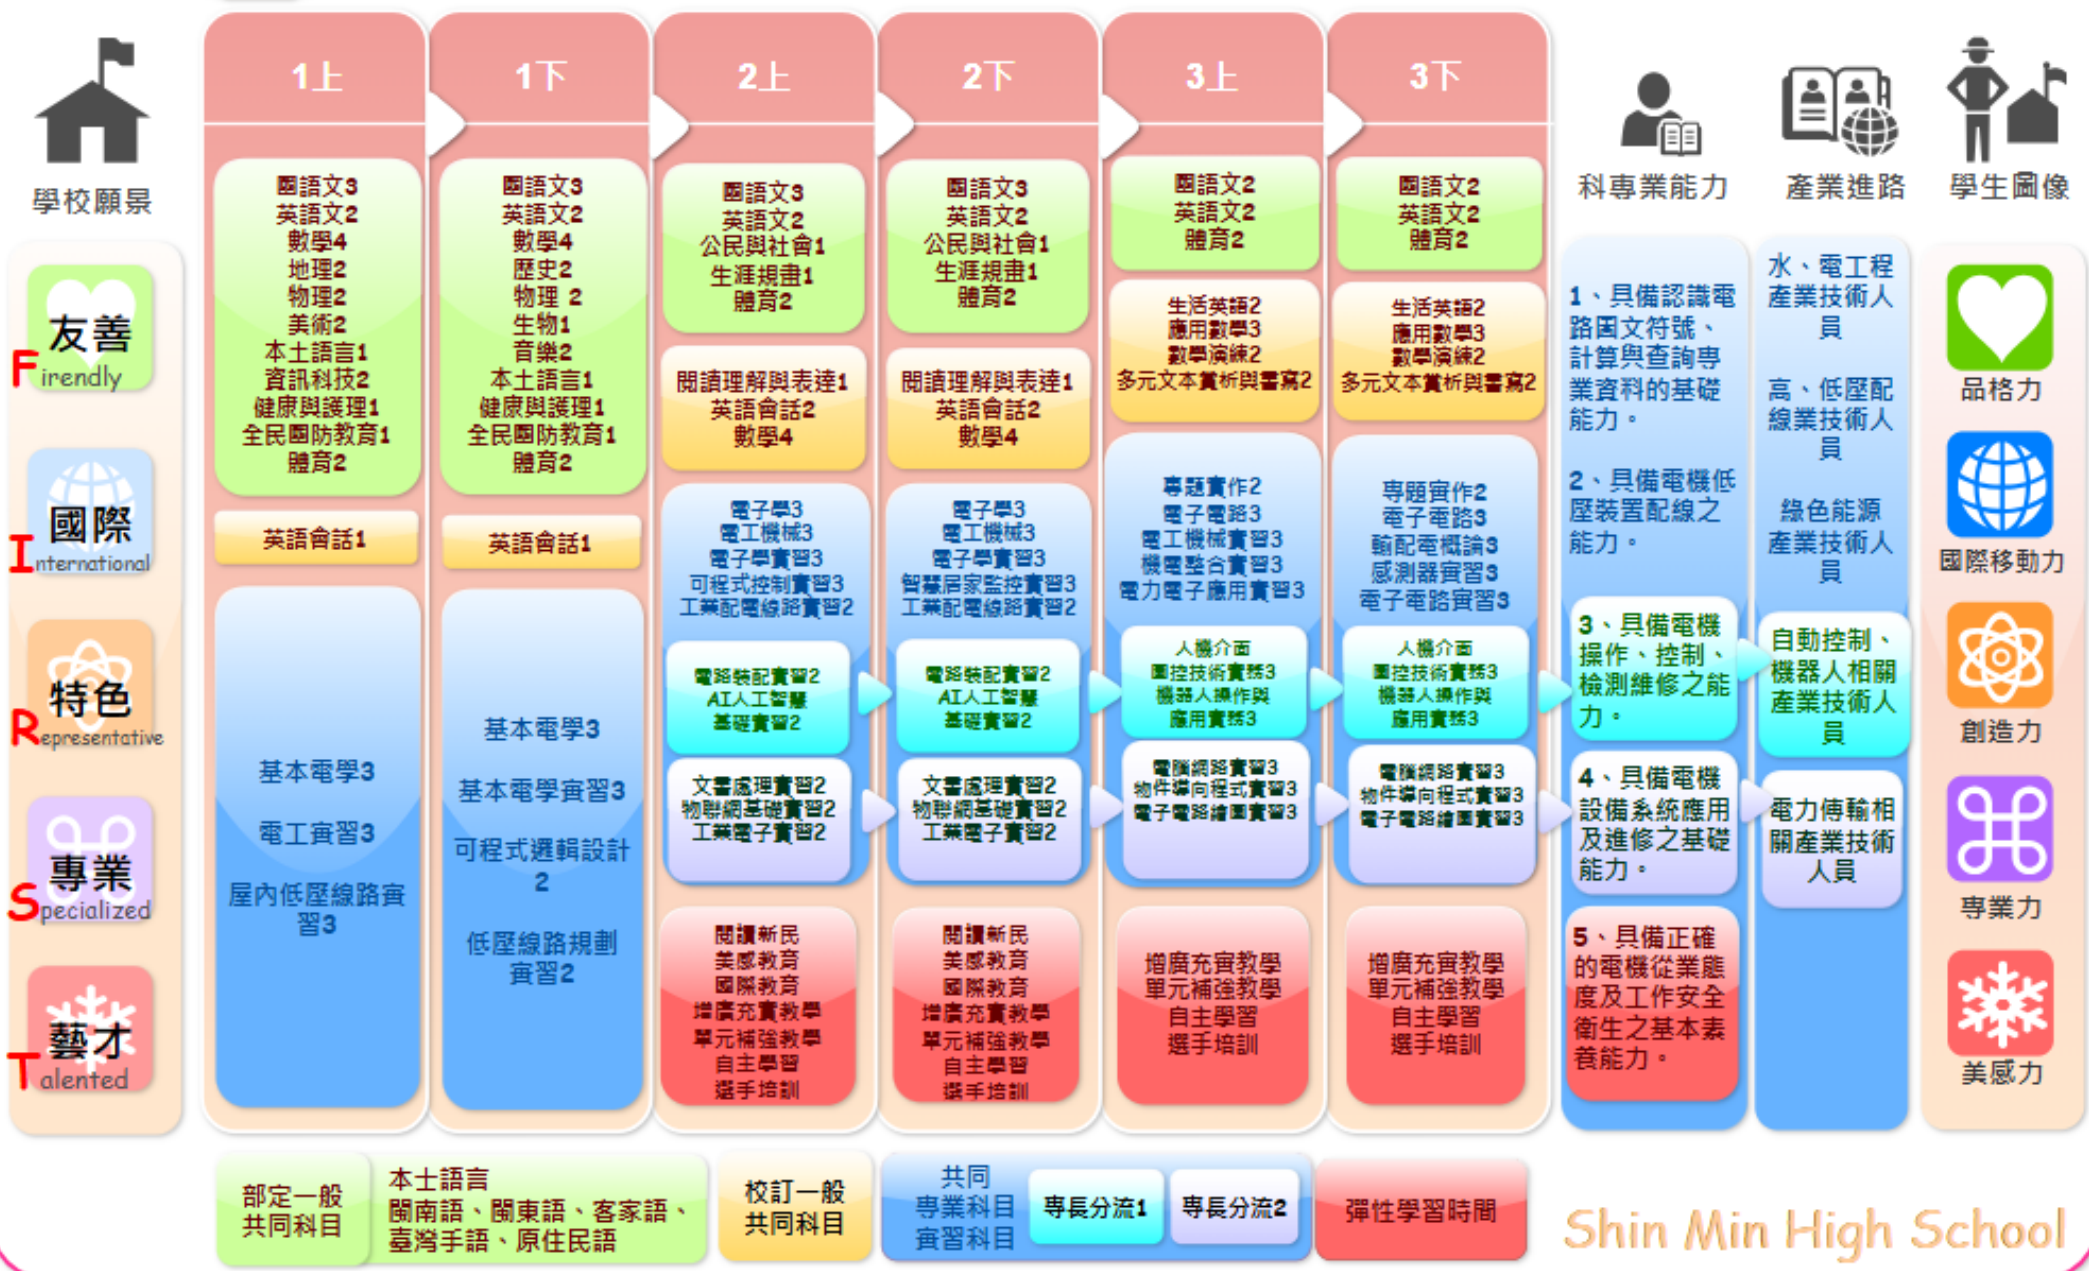 學校願景
友善
Firendly
國際
International
特色
Representative
專業
Specialized
藝才
Talented
1上
國語文3
英語文2
數學4
地理2
物理2
美術2
本土語言1
資訊科技2
健康與護理1
全民國防教育1
體育2
英語會話1
基本電學3
電工實習3
屋內低壓線路實
習3
1下
國語文3
英語文2
數學4
歷史2
物理 2
生物1
音樂2
本土語言1
健康與護理1
全民國防教育1
體育2
英語會話1
基本電學3
基本電學實習3
可程式邏輯設計
2
低壓線路規劃
實習2
2上
國語文3
英語文2
公民與社會1
生涯規畫1
體育2
閱讀理解與表達1
英語會話2
數學4
電子學3
電工機械3
電子學實習3
可程式控制實習3
工業配電線路實習2
電路裝配實習2
AI人工智慧
基礎實習2
文書處理實習2
物聯網基礎實習2
工業電子實習2
閱讀新民
美感教育
國際教育
增廣充實教學
單元補強教學
自主學習
選手培訓
2下
國語文3
英語文2
公民與社會1
生涯規畫1
體育2
閱讀理解與表達1
英語會話2
數學4
電子學3
電工機械3
電子學實習3
智慧居家監控實習3
工業配電線路實習2
電路裝配實習2
AI人工智慧
基礎實習2
文書處理實習2
物聯網基礎實習2
工業電子實習2
閱讀新民
美感教育
國際教育
增廣充實教學
單元補強教學
自主學習
選手培訓
3上
國語文2
英語文2
體育2
生活英語2
應用數學3
數學演練2
多元文本賞析與書寫2
專題實作2
電子電路3
電工機械實習3
機電整合實習3
電力電子應用實習3
人機介面
圖控技術實務3
機器人操作與
應用實務3
電腦網路實習3
物件導向程式實習3
電子電路繪圖實習3
增廣充實教學
單元補強教學
自主學習
選手培訓
3下
國語文2
英語文2
體育2
生活英語2
應用數學3
數學演練2
多元文本賞析與書寫2
專題實作2
電子電路3
輸配電概論3
感測器實習3
電子電路實習3
人機介面
圖控技術實務3
機器人操作與
應用實務3
電腦網路實習3
物件導向程式實習3
電子電路繪圖實習3
增廣充實教學
單元補強教學
自主學習
選手培訓
科專業能力
1、具備認識電
路圖文符號、
計算與查詢專
業資料的基礎
能力。
2、具備電機低
壓裝置配線之
能力。
3、具備電機
操作、控制、
檢測維修之能
力。
4、具備電機
設備系統應用
及進修之基礎
能力。
5、具備正確
的電機從業態
度及工作安全
衛生之基本素
養能力。
產業進路
水、電工程
產業技術人
員
高、低壓配
線業技術人
員
綠色能源
產業技術人
員
自動控制、
機器人相關
產業技術人
員
電力傳輸相
關產業技術
人員
學生圖像
品格力
國際移動力
創造力
專業力
美感力
部定一般
共同科目
本土語言
閩南語、閩東語、客家語、
臺灣手語、原住民語
校訂一般
共同科目
共同
專業科目
實習科目
專長分流1
專長分流2
彈性學習時間
Shin Min High School